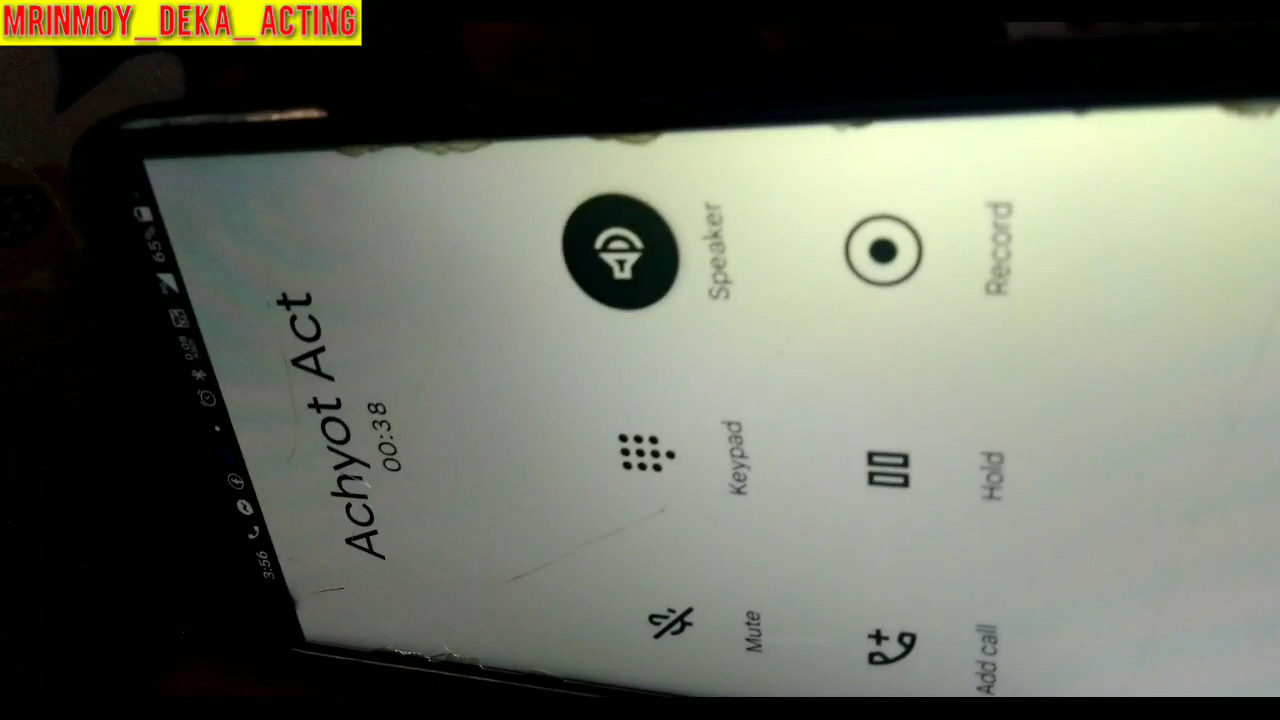 MRINMOY_DEKA_ACTING
3:56
65%
Achyot Act
00:38
Mute
Keypad
Speaker
Add call
Hold
Record